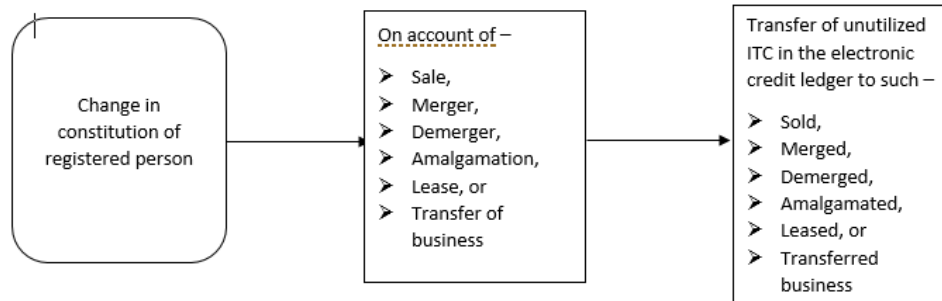 Change in
constitution of
registered person
On account of –
➤ Sale,
➤ Merger,
➤ Demerger,
➤ Amalgamation,
➤ Lease, or
➤ Transfer of
business
Transfer of unutilized
ITC in the electronic
credit ledger to such –
➤ Sold,
➤ Merged,
➤ Demerged,
➤ Amalgamated,
➤ Leased, or
➤ Transferred
business